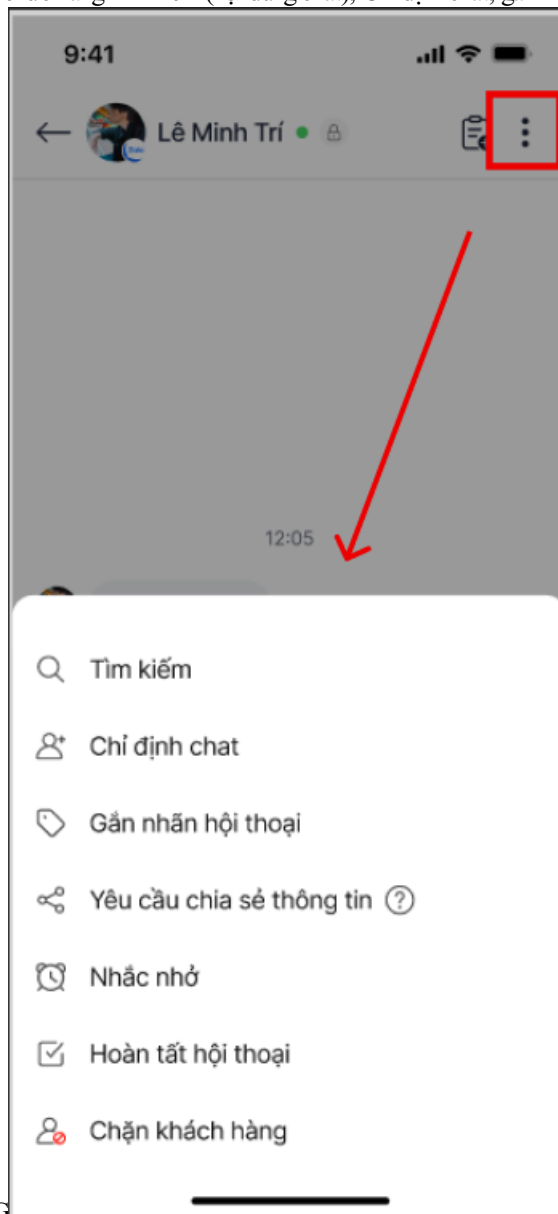 9:41
Lê Minh Trí
12:05
Tìm kiếm
Chỉ định chat
Gắn nhãn hội thoại
Yêu cầu chia sẻ thông tin ?
Nhắc nhở
Hoàn tất hội thoại
Chặn khách hàng